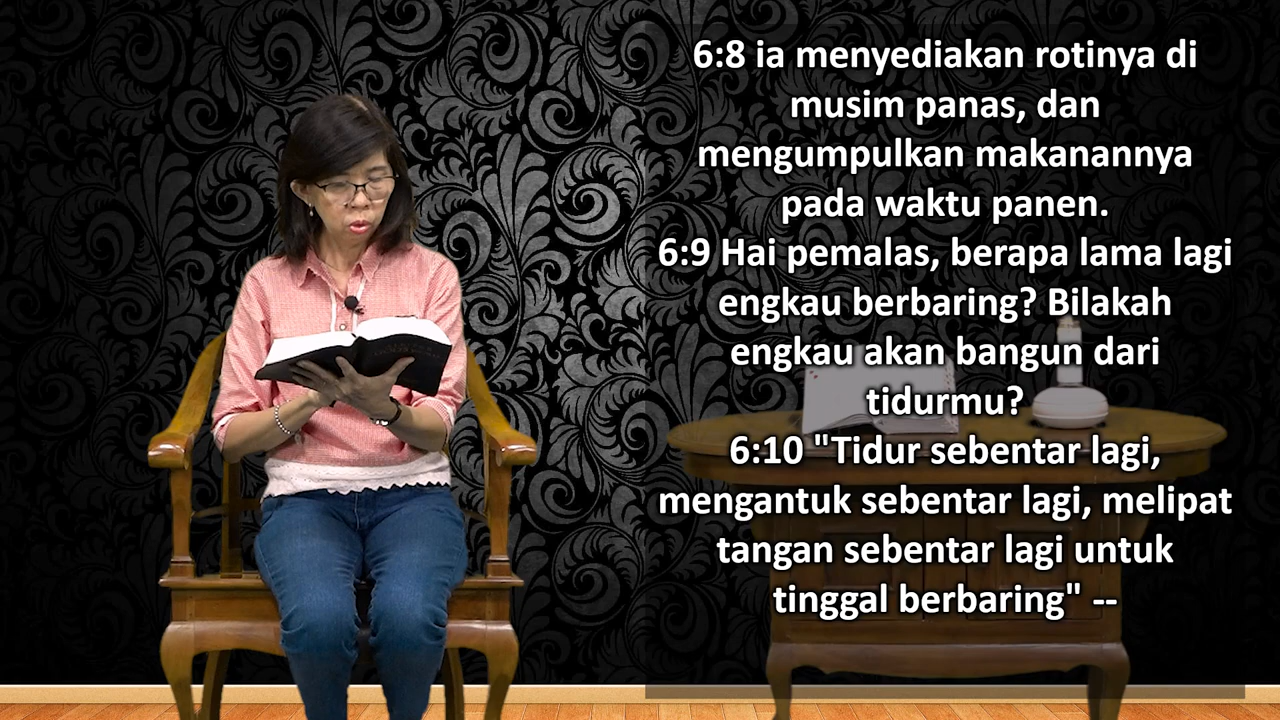 6:8 ia menyediakan rotinya di
musim panas, dan
mengumpulkan makanannya
pada waktu panen.
6:9 Hai pemalas, berapa lama lagi
engkau berbaring? Bilakah
engkau akan bangun dari
tidurmu?
6:10 "Tidur sebentar lagi,
mengantuk sebentar lagi, melipat
tangan sebentar lagi untuk
tinggal berbaring" --